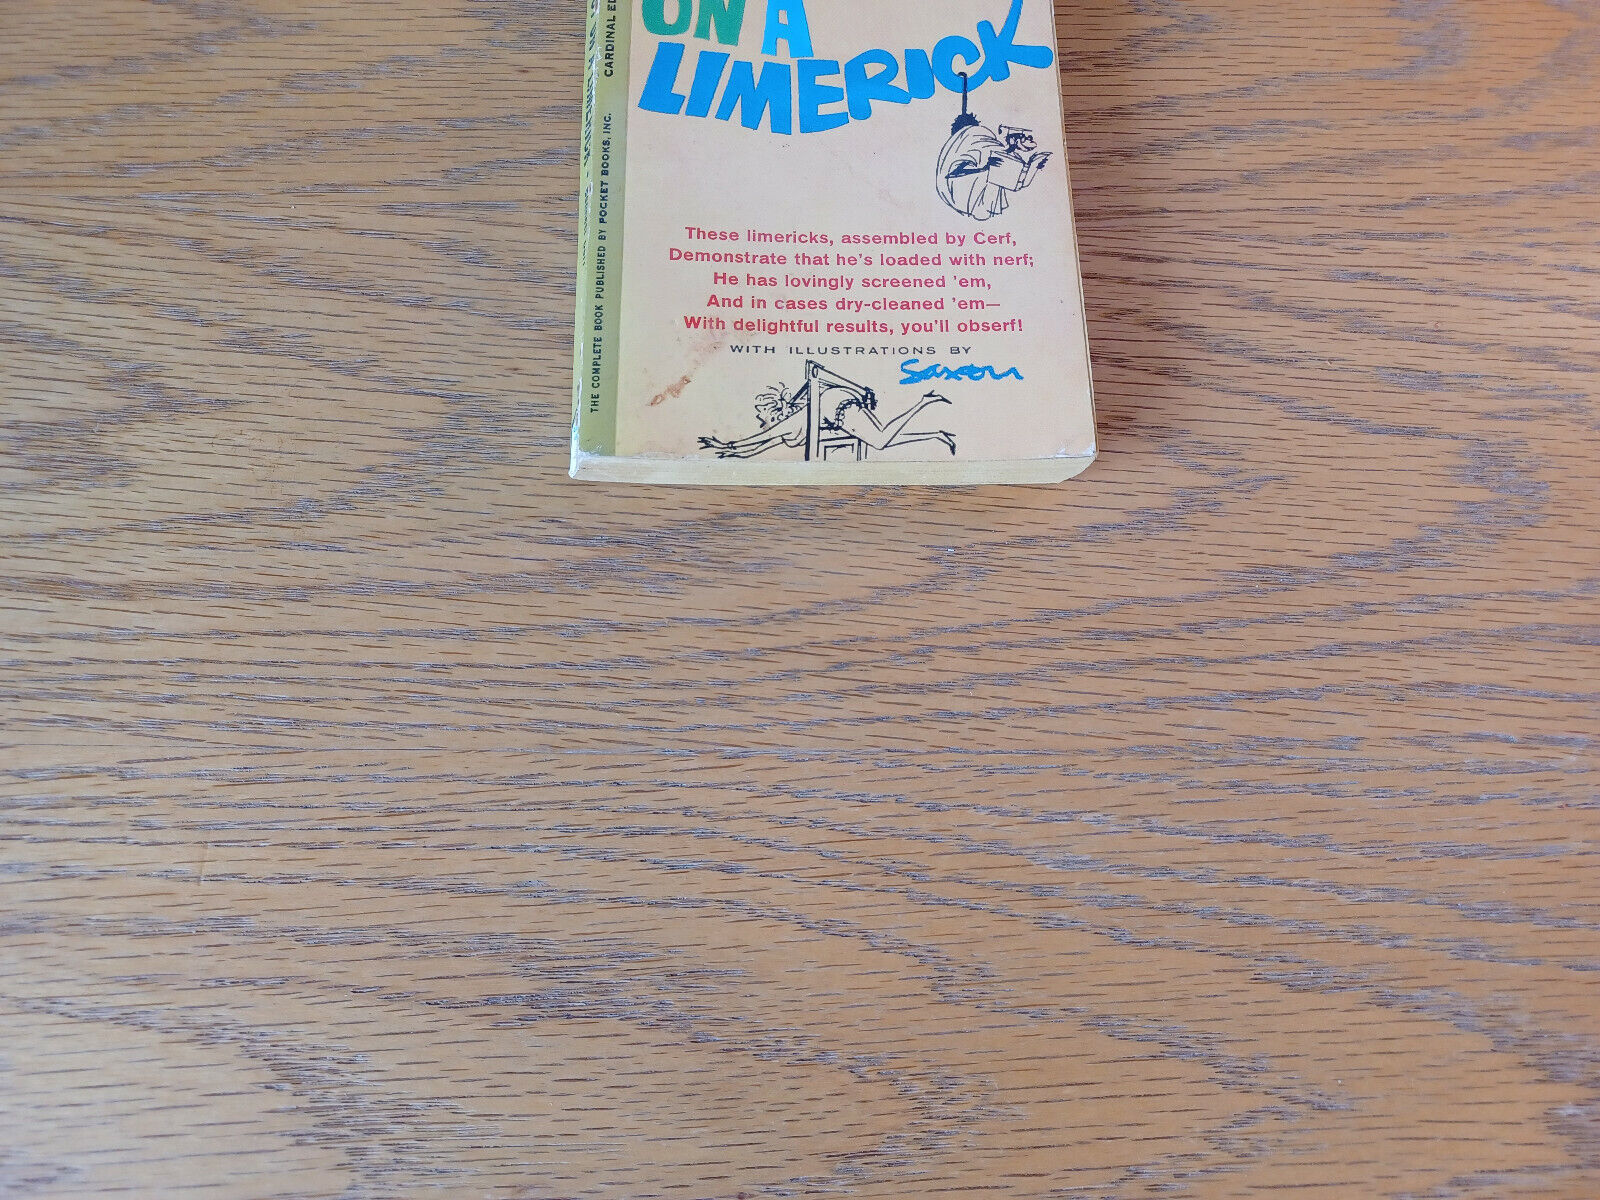 ON A
LIMERICK
These limericks, assembled by Cerf,
Demonstrate that he's loaded with nerf;
He has lovingly screened 'em,
And in cases dry-cleaned 'em—
With delightful results, you'll obserf!
WITH ILLUSTRATIONS BY
Saxon
CARDINAL
THE COMPLETE BOOK PUBLISHED BY POCKET BOOKS, INC.